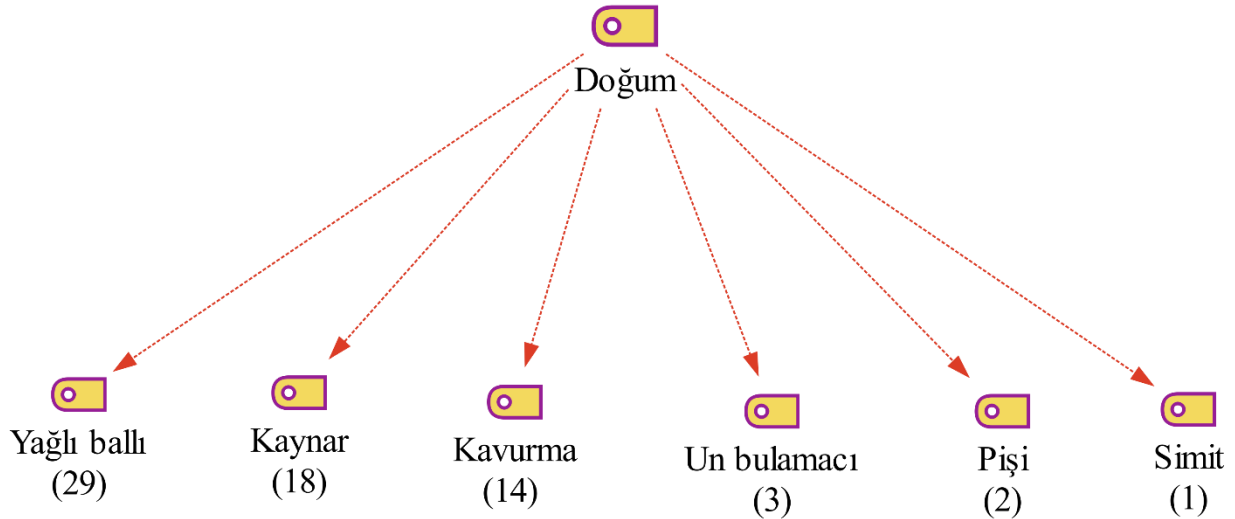 Doğum
Yağlı ballı
(29)
Kaynar
(18)
Kavurma
(14)
Un bulamacı
(3)
Pişi
(2)
Simit
(1)